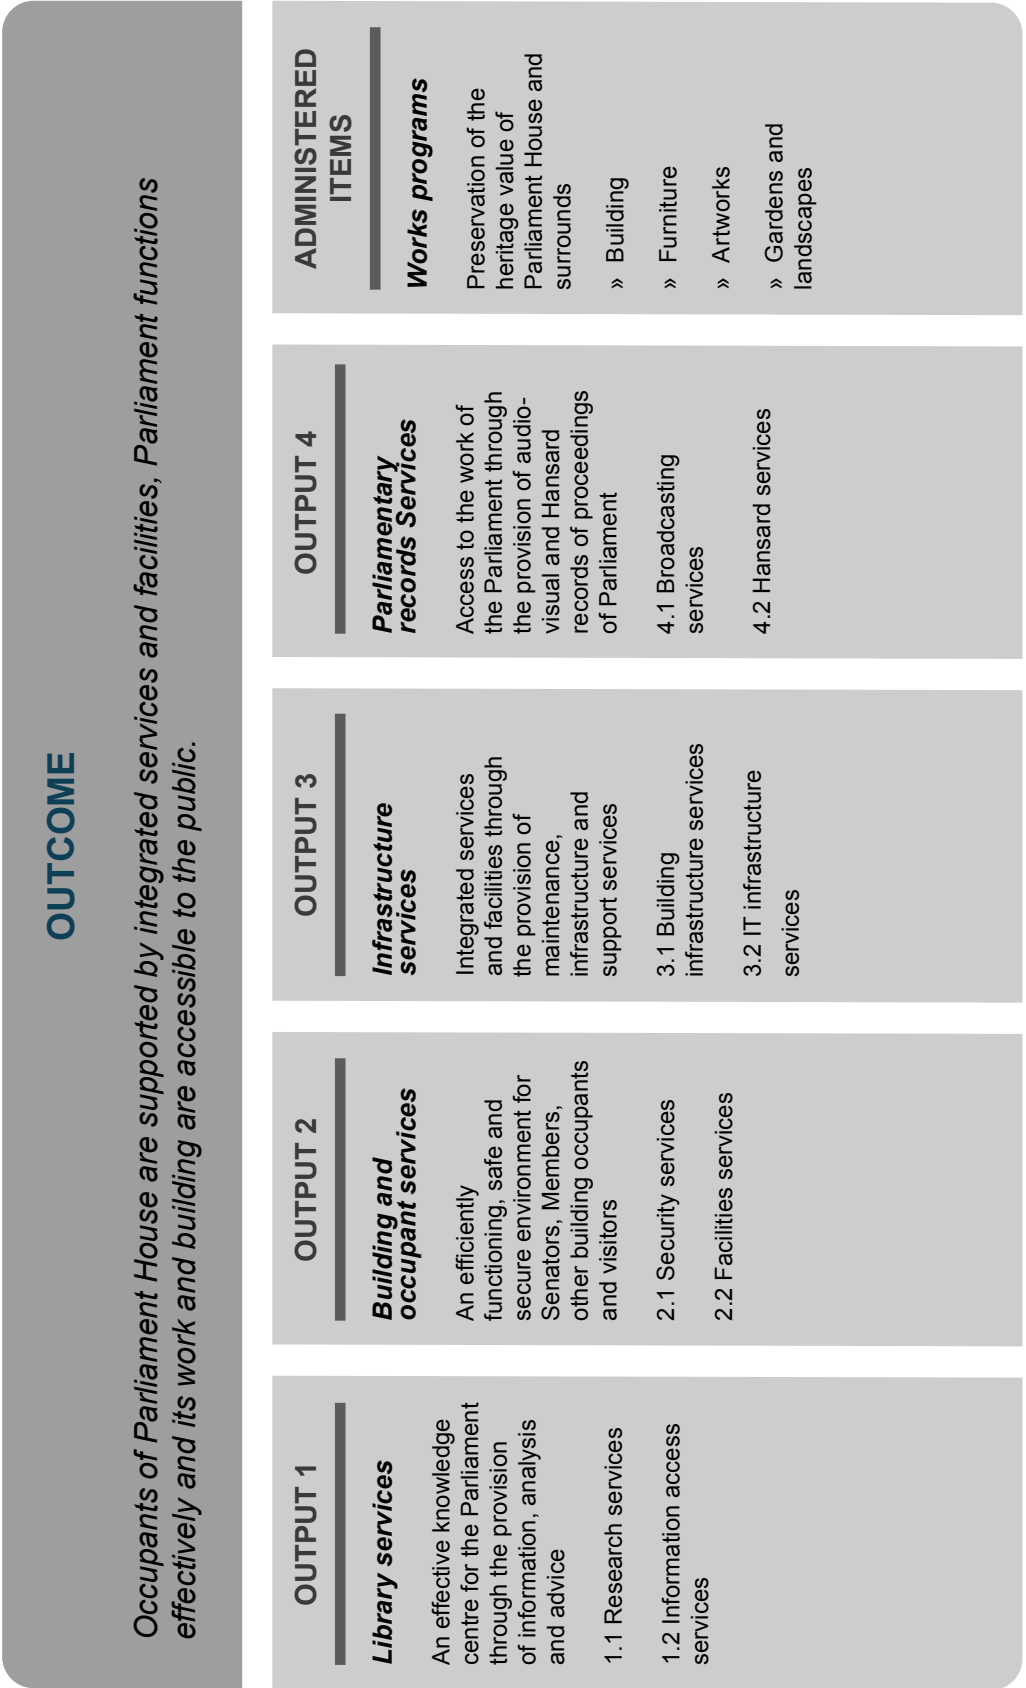 OUTCOME
Occupants of Parliament House are supported by integrated services and facilities, Parliament functions
effectively and its work and building are accessible to the public.
OUTPUT 1
Library services
An effective knowledge
centre for the Parliament
through the provision
of information, analysis
and advice
1.1 Research services
1.2 Information access
services
OUTPUT 2
Building and
occupant services
An efficiently
functioning, safe and
secure environment for
Senators, Members,
other building occupants
and visitors
2.1 Security services
2.2 Facilities services
OUTPUT 3
Infrastructure
services
Integrated services
and facilities through
the provision of
maintenance,
infrastructure and
support services
3.1 Building
infrastructure services
3.2 IT infrastructure
services
OUTPUT 4
Parliamentary
records Services
Access to the work of
the Parliament through
the provision of audio-
visual and Hansard
records of proceedings
of Parliament
4.1 Broadcasting
services
4.2 Hansard services
ADMINISTERED
ITEMS
Works programs
Preservation of the
heritage value of
Parliament House and
surrounds
» Building
» Furniture
» Artworks
» Gardens and
landscapes